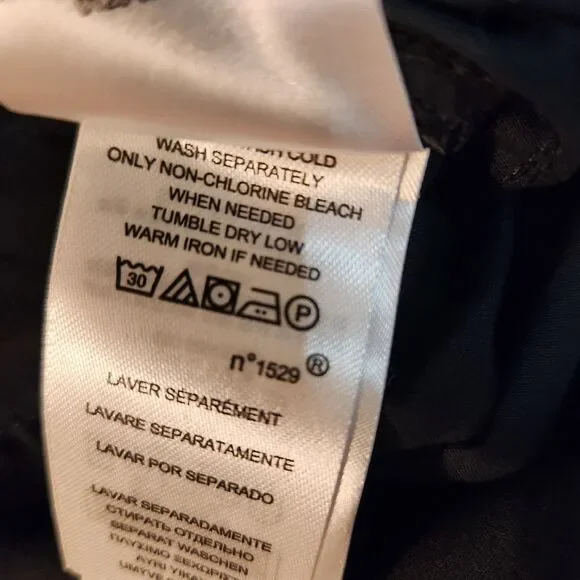 COLD
WASH SEPARATELY
ONLY NON-CHLORINE BLEACH
WHEN NEEDED
TUMBLE DRY LOW
WARM IRON IF NEEDED
30 P
n°1529®
LAVER SÉPARÉMENT
LAVARE SEPARATAMENTE
LAVAR POR SEPARADO
LAVAR SEPARADAMENTE
СТИРАТЬ ОТДЕЛЬНО
SEPARAT WASCHEN